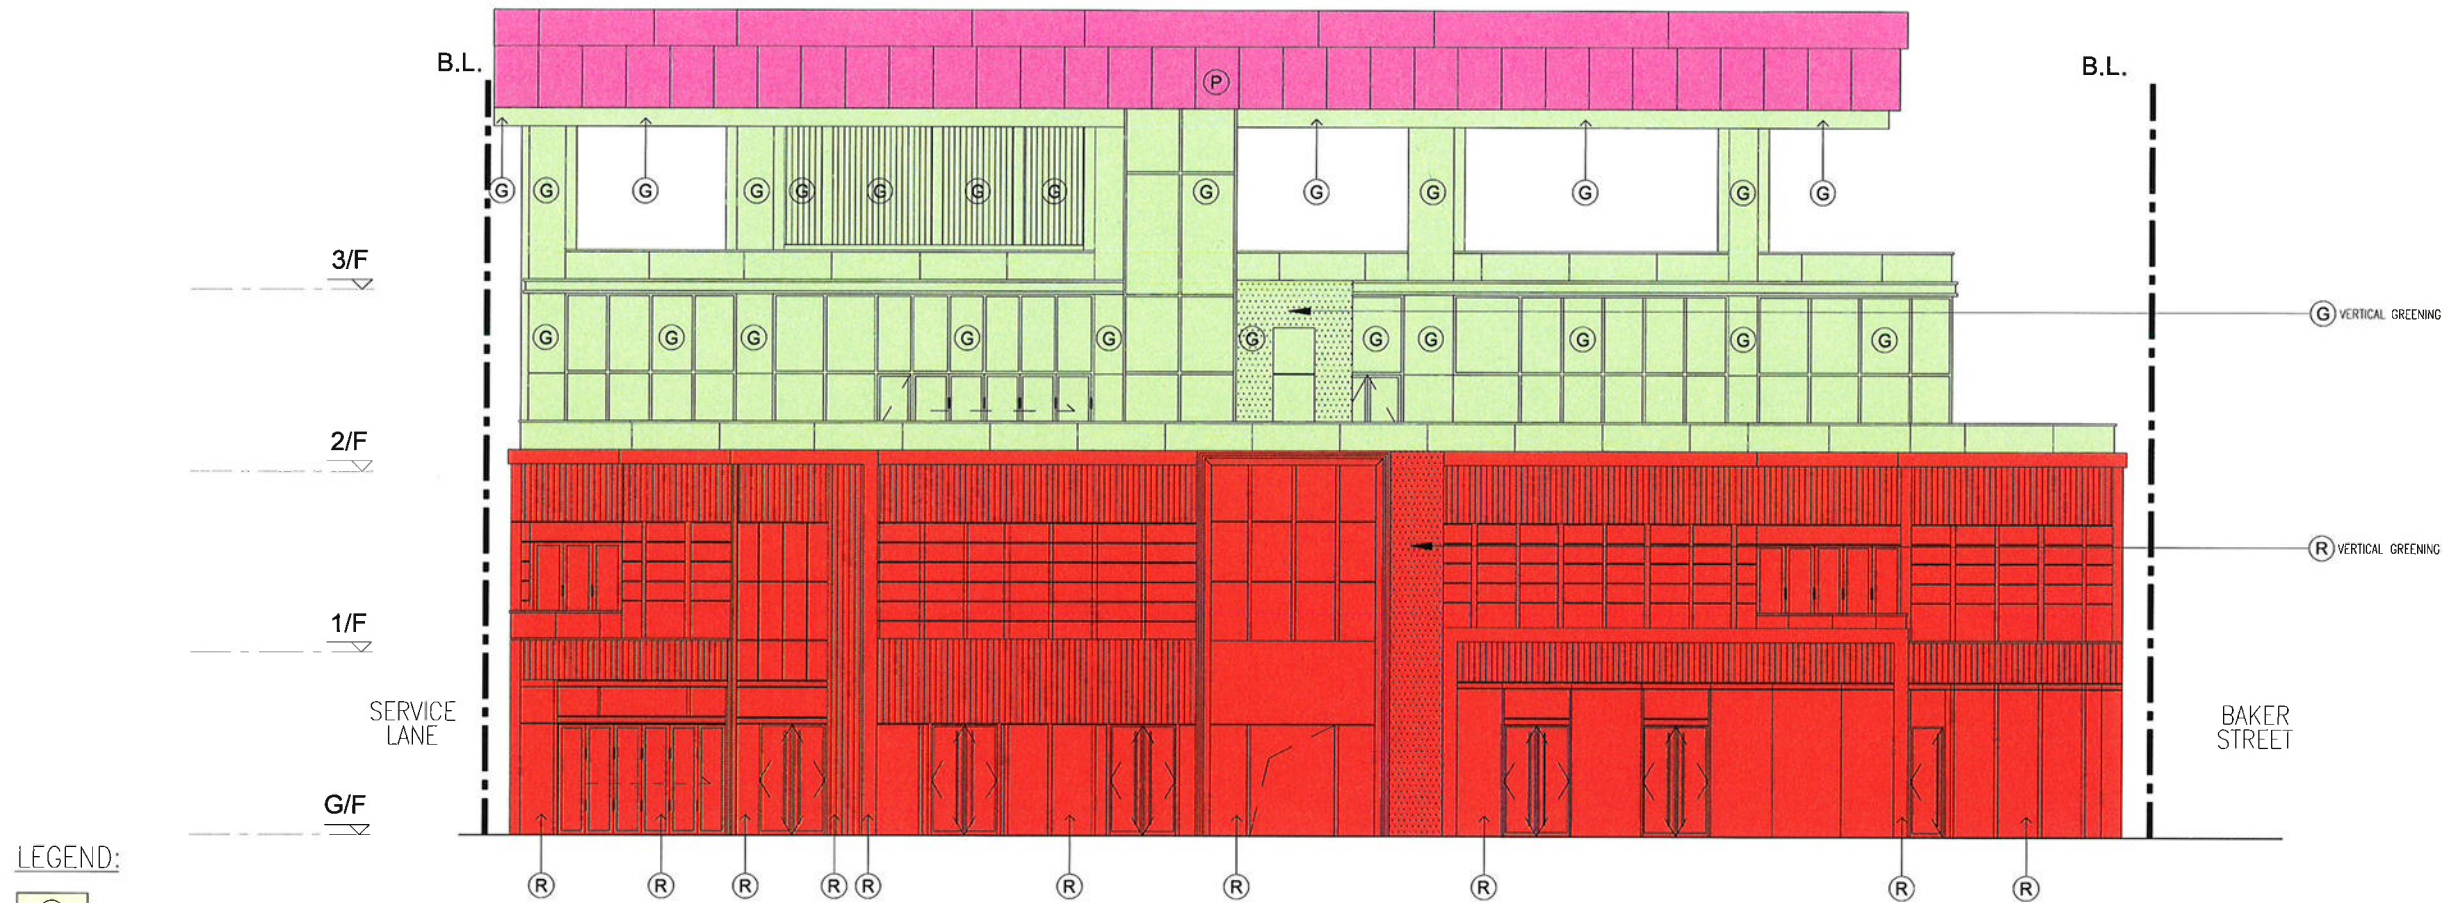 B.L.
B.L.
P
G G G G G G G G G G G G G G
3/F
G VERTICAL GREENING
G G G G G G G G G G G
2/F
R VERTICAL GREENING
1/F
SERVICE
LANE
BAKER
STREET
G/F
LEGEND:
R R R R R R R R R R